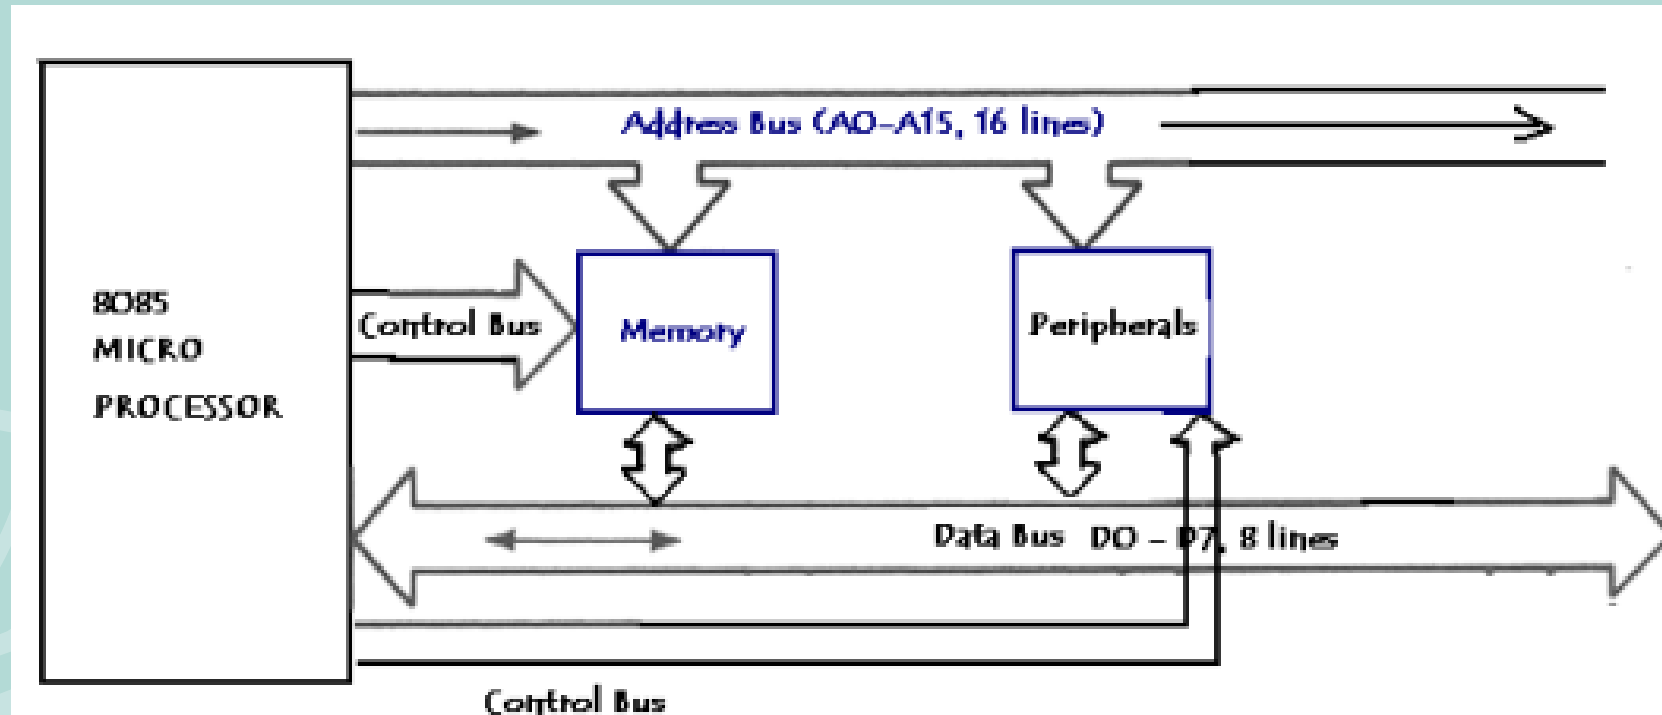 Address Bus (A0-A15, 16 lines)
8085
MICRO
PROCESSOR
Control Bus
Memory
Peripherals
Data Bus D0 - D7, 8 lines
Control Bus